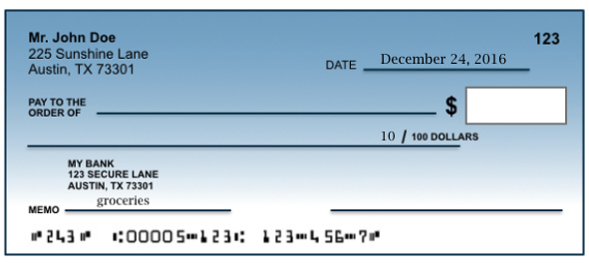 Mr. John Doe
225 Sunshine Lane
Austin, TX 73301
123
DATE December 24, 2016
PAY TO THE
ORDER OF
$
10 / 100 DOLLARS
MY BANK
123 SECURE LANE
AUSTIN, TX 73301
MEMO groceries
⑈243⑈ ⑆00005⑉123⑆ 123⑉456⑉7⑈